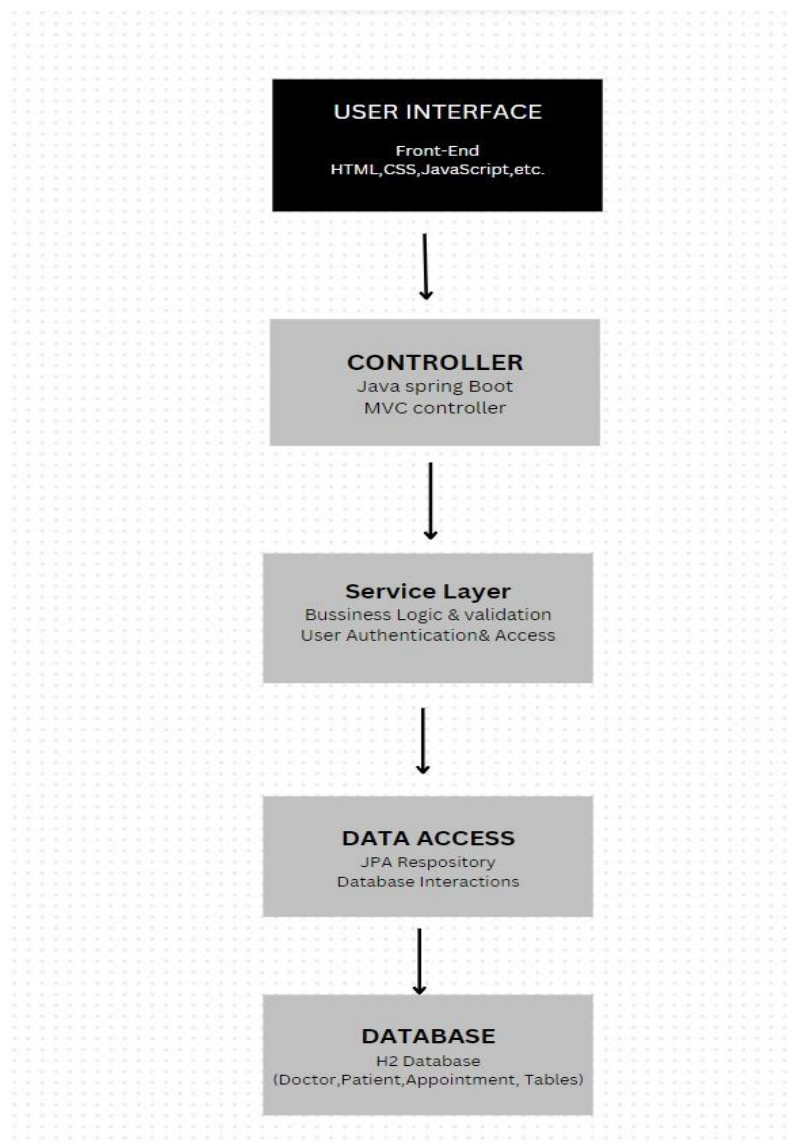 USER INTERFACE
Front-End
HTML,CSS,JavaScript,etc.
CONTROLLER
Java spring Boot
MVC controller
Service Layer
Bussiness Logic & validation
User Authentication& Access
DATA ACCESS
JPA Respository
Database Interactions
DATABASE
H2 Database
(Doctor,Patient,Appointment, Tables)